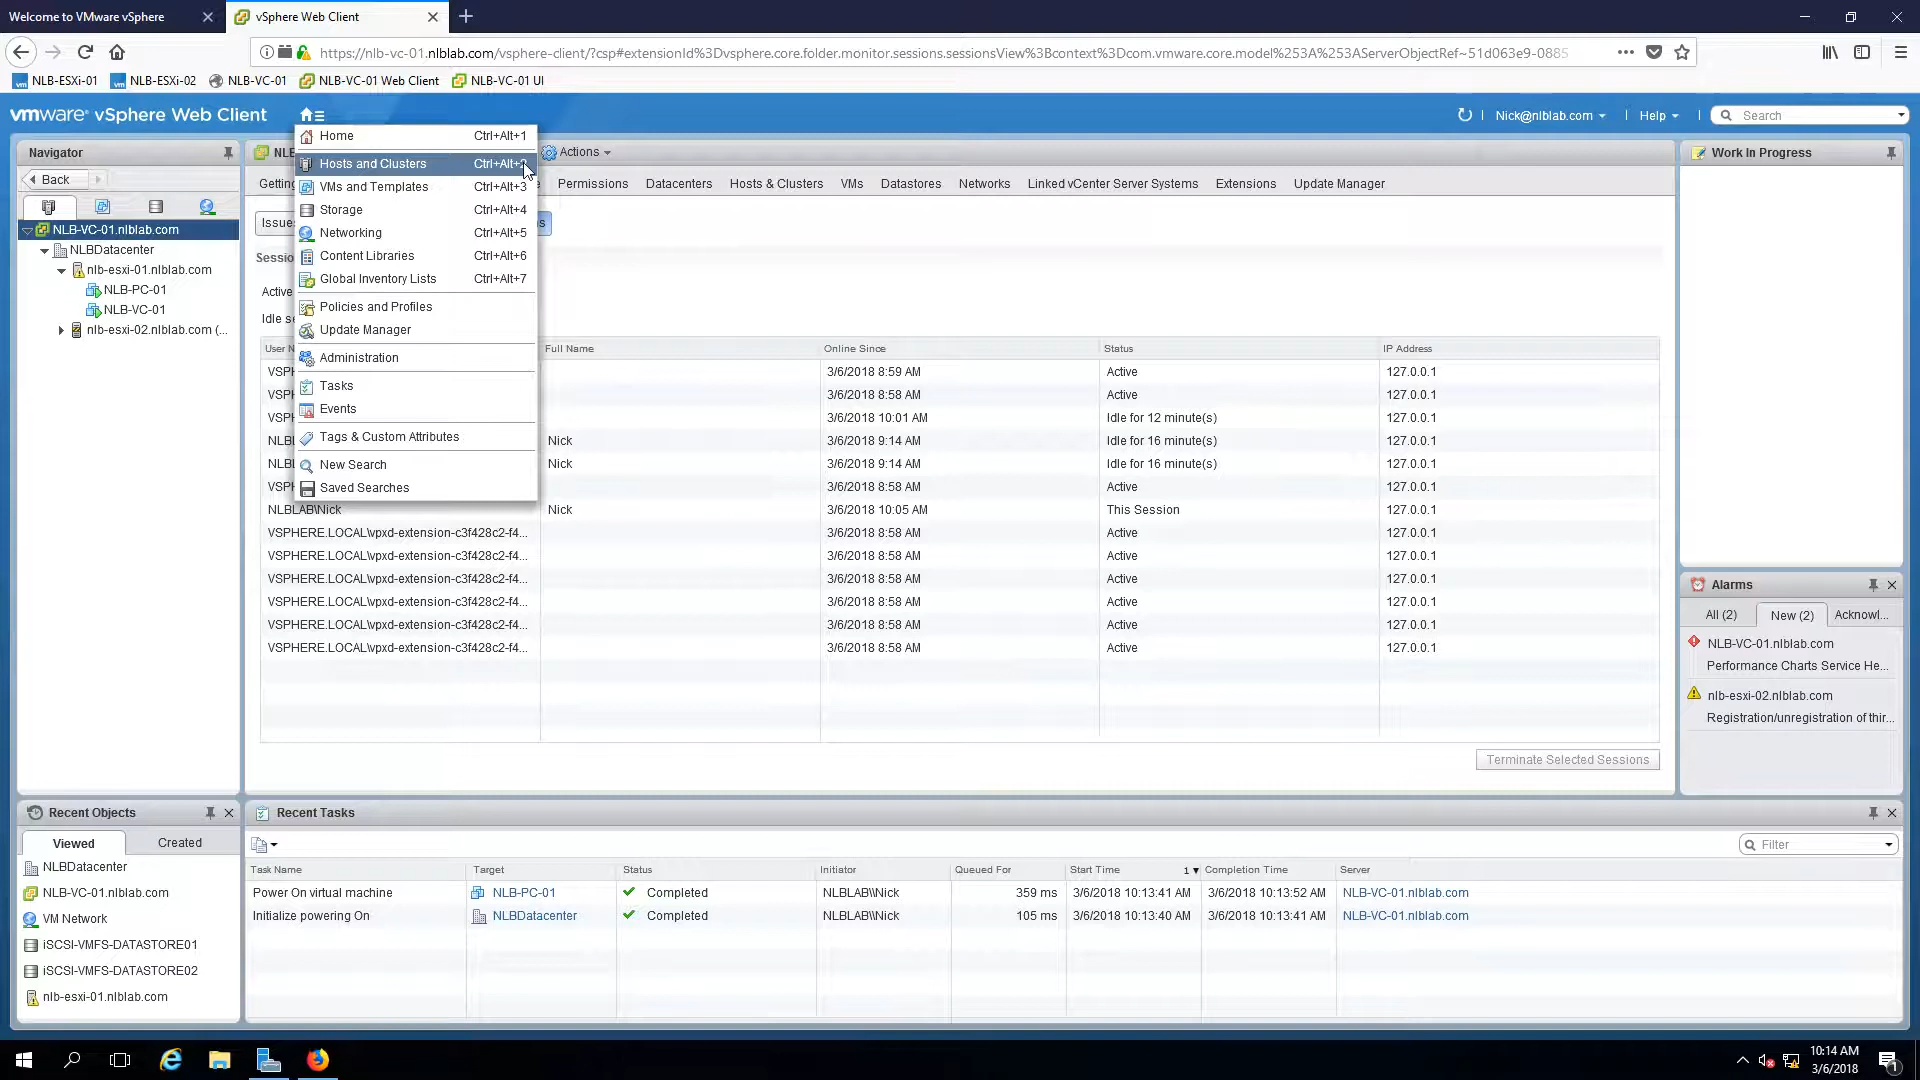 Welcome to VMware vSphere
vSphere Web Client
https://nlb-vc-01.nlblab.com/vsphere-client/?csp#extensionId%3Dvsphere.core.folder.monitor.sessions.sessionsView%3Bcontext%3Dcom.vmware.core.model%253A%253AServerObjectRef~51d063e9-0885
NLB-ESXi-01
NLB-ESXi-02
NLB-VC-01
NLB-VC-01 Web Client
NLB-VC-01 UI
vmware® vSphere Web Client
Nick@nlblab.com
Help
Search
Navigator
Back
NLB-VC-01.nlblab.com
NLBDatacenter
nlb-esxi-01.nlblab.com
NLB-PC-01
NLB-VC-01
nlb-esxi-02.nlblab.com (...
Home Ctrl+Alt+1
Hosts and Clusters Ctrl+Alt+2
VMs and Templates Ctrl+Alt+3
Storage Ctrl+Alt+4
Networking Ctrl+Alt+5
Content Libraries Ctrl+Alt+6
Global Inventory Lists Ctrl+Alt+7
Policies and Profiles
Update Manager
Administration
Tasks
Events
Tags & Custom Attributes
New Search
Saved Searches
Actions
Permissions Datacenters Hosts & Clusters VMs Datastores Networks Linked vCenter Server Systems Extensions Update Manager
Active
Full Name Online Since Status IP Address
3/6/2018 8:59 AM Active 127.0.0.1
3/6/2018 8:58 AM Active 127.0.0.1
3/6/2018 10:01 AM Idle for 12 minute(s) 127.0.0.1
Nick 3/6/2018 9:14 AM Idle for 16 minute(s) 127.0.0.1
Nick 3/6/2018 9:14 AM Idle for 16 minute(s) 127.0.0.1
3/6/2018 8:58 AM Active 127.0.0.1
NLBLAB\Nick Nick 3/6/2018 10:05 AM This Session 127.0.0.1
VSPHERE.LOCAL\vpxd-extension-c3f428c2-f4... 3/6/2018 8:58 AM Active 127.0.0.1
VSPHERE.LOCAL\vpxd-extension-c3f428c2-f4... 3/6/2018 8:58 AM Active 127.0.0.1
VSPHERE.LOCAL\vpxd-extension-c3f428c2-f4... 3/6/2018 8:58 AM Active 127.0.0.1
VSPHERE.LOCAL\vpxd-extension-c3f428c2-f4... 3/6/2018 8:58 AM Active 127.0.0.1
VSPHERE.LOCAL\vpxd-extension-c3f428c2-f4... 3/6/2018 8:58 AM Active 127.0.0.1
VSPHERE.LOCAL\vpxd-extension-c3f428c2-f4... 3/6/2018 8:58 AM Active 127.0.0.1
Terminate Selected Sessions
Work In Progress
Alarms
All (2) New (2) Acknowl...
NLB-VC-01.nlblab.com
Performance Charts Service He...
nlb-esxi-02.nlblab.com
Registration/unregistration of thir...
Recent Objects
Viewed Created
NLBDatacenter
NLB-VC-01.nlblab.com
VM Network
iSCSI-VMFS-DATASTORE01
iSCSI-VMFS-DATASTORE02
nlb-esxi-01.nlblab.com
Recent Tasks
Filter
Task Name Target Status Initiator Queued For Start Time 1 Completion Time Server
Power On virtual machine NLB-PC-01 Completed NLBLAB\\Nick 359 ms 3/6/2018 10:13:41 AM 3/6/2018 10:13:52 AM NLB-VC-01.nlblab.com
Initialize powering On NLBDatacenter Completed NLBLAB\\Nick 105 ms 3/6/2018 10:13:40 AM 3/6/2018 10:13:41 AM NLB-VC-01.nlblab.com
10:14 AM
3/6/2018
1